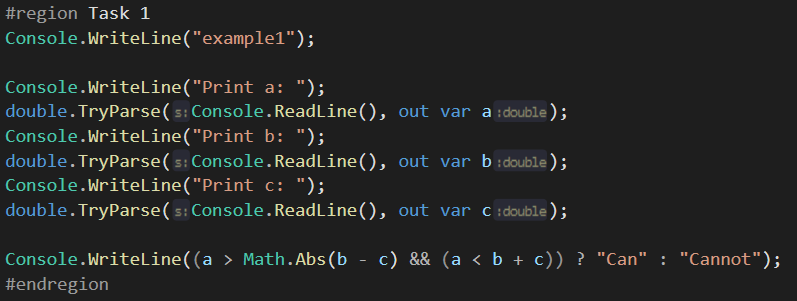 #region Task 1
Console.WriteLine("example1");
Console.WriteLine("Print a: ");
double.TryParse(s:Console.ReadLine(), out var a:double);
Console.WriteLine("Print b: ");
double.TryParse(s:Console.ReadLine(), out var b:double);
Console.WriteLine("Print c: ");
double.TryParse(s:Console.ReadLine(), out var c:double);
Console.WriteLine((a > Math.Abs(b - c) && (a < b + c)) ? "Can" : "Cannot");
#endregion